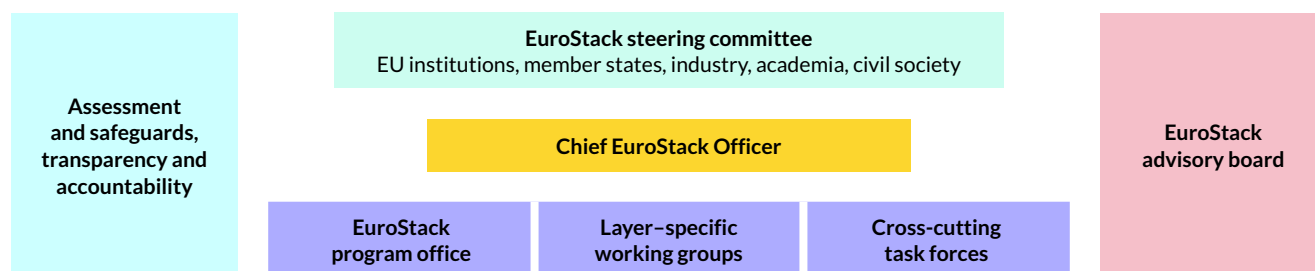 Assessment
and safeguards,
transparency and
accountability
EuroStack steering committee
EU institutions, member states, industry, academia, civil society
Chief EuroStack Officer
EuroStack
program office
Layer–specific
working groups
Cross-cutting
task forces
EuroStack
advisory board